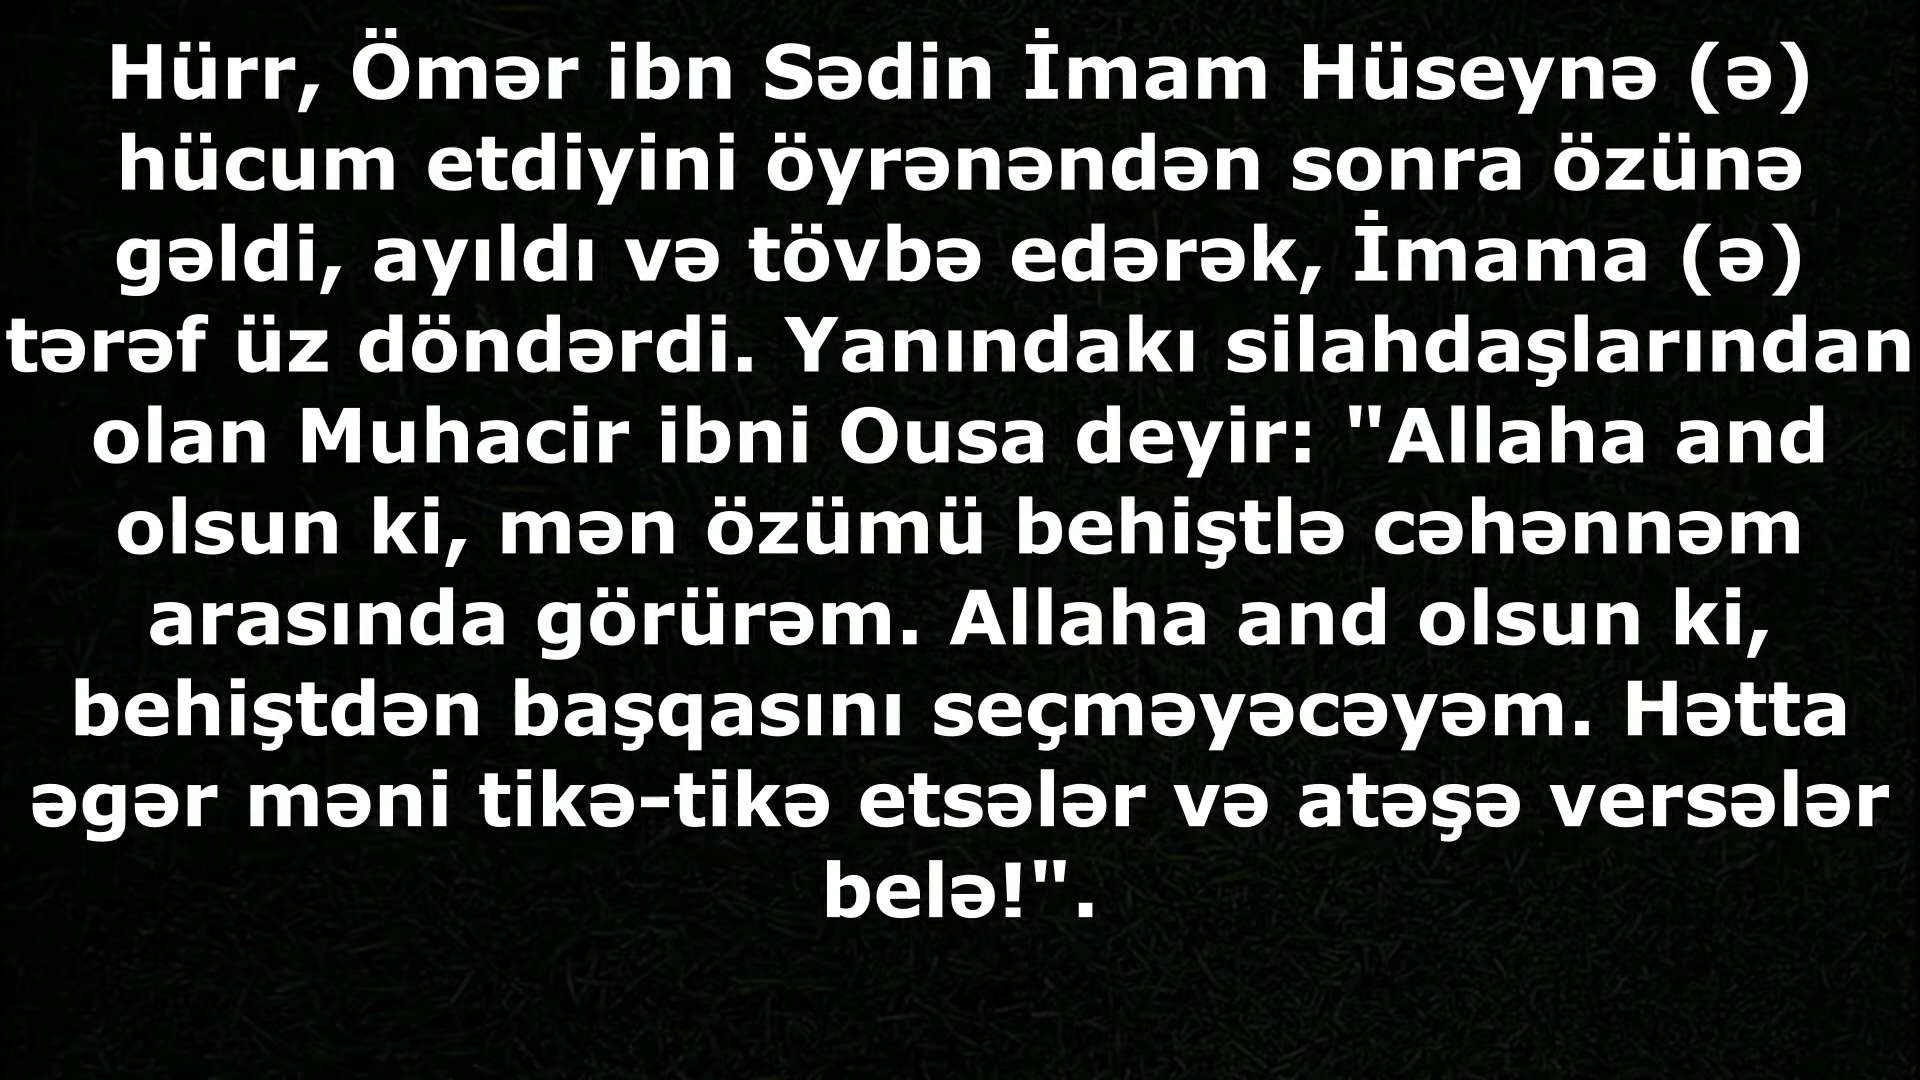 Hürr, Ömər ibn Sədin İmam Hüseynə (ə)
hücum etdiyini öyrənəndən sonra özünə
gəldi, ayıldı və tövbə edərək, İmama (ə)
tərəf üz döndərdi. Yanındakı silahdaşlarından
olan Muhacir ibni Ousa deyir: "Allaha and
olsun ki, mən özümü behiştlə cəhənnəm
arasında görürəm. Allaha and olsun ki,
behiştdən başqasını seçməyəcəyəm. Hətta
əgər məni tikə-tikə etsələr və atəşə versələr
belə!".